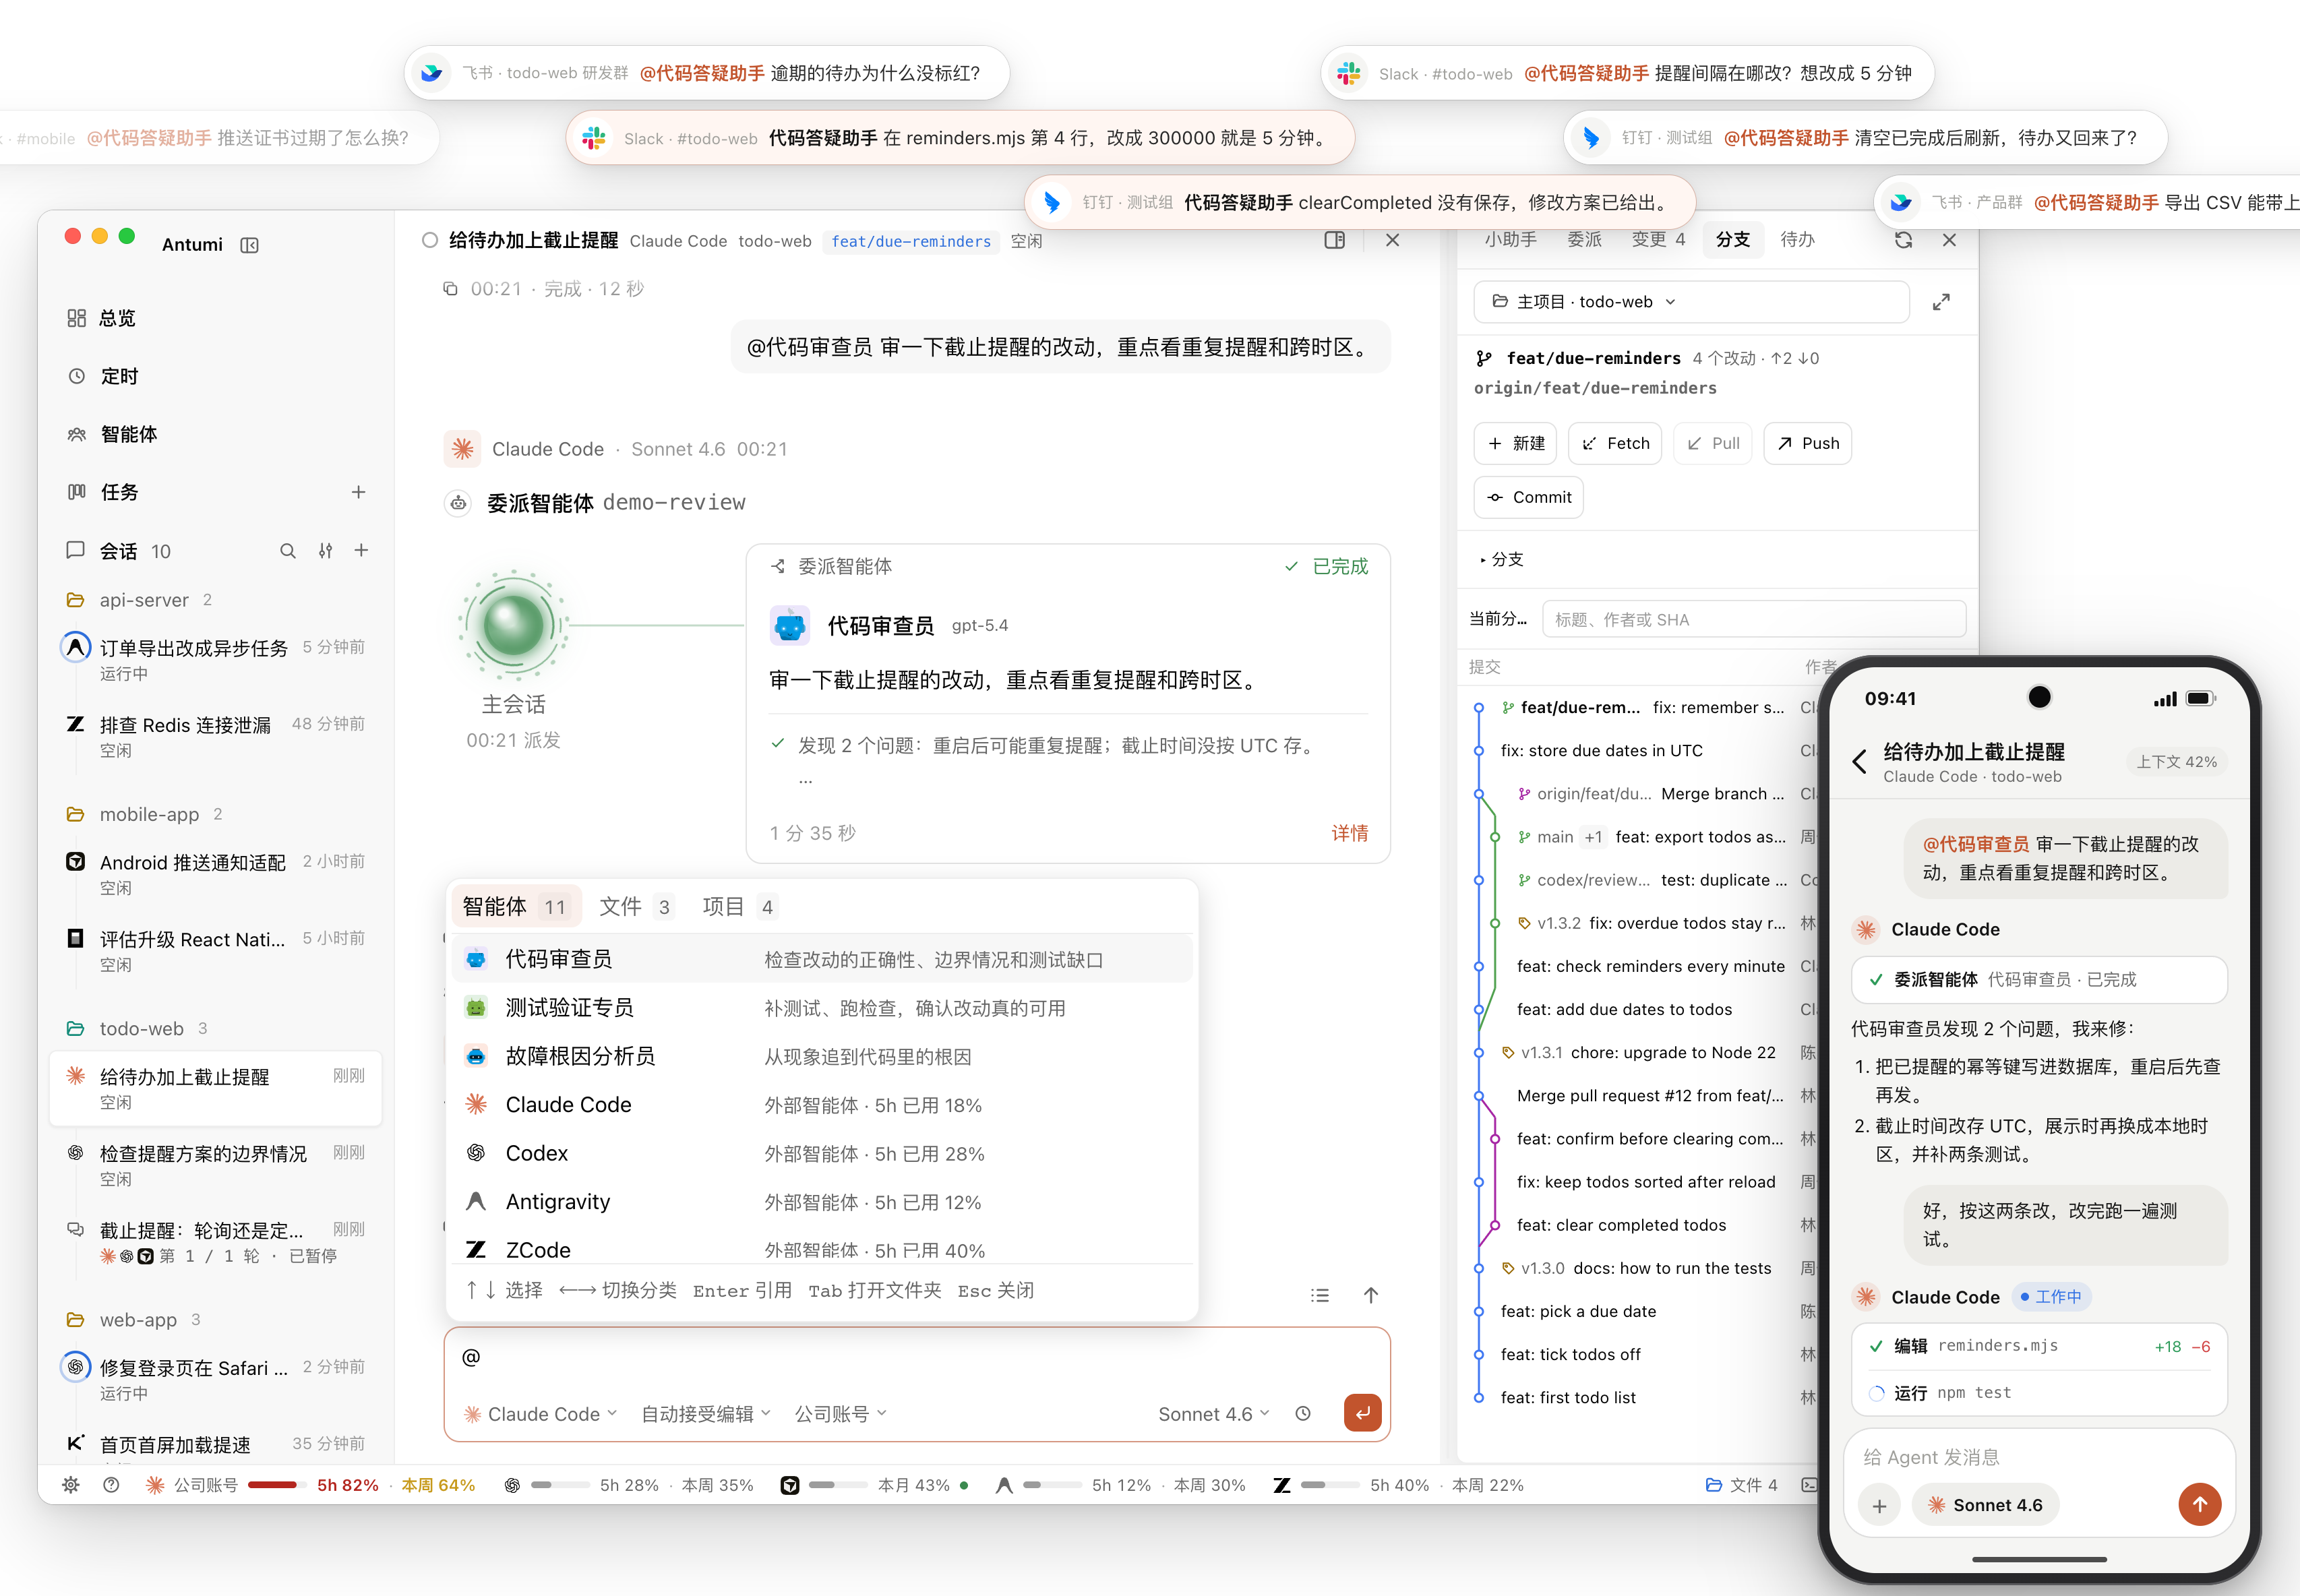 飞书 · todo-web 研发群 @代码答疑助手 逾期的待办为什么没标红？
Slack · #todo-web @代码答疑助手 提醒间隔在哪改？想改成 5 分钟
· #mobile @代码答疑助手 推送证书过期了怎么换？
Slack · #todo-web 代码答疑助手 在 reminders.mjs 第 4 行，改成 300000 就是 5 分钟。
钉钉 · 测试组 @代码答疑助手 清空已完成后刷新，待办又回来了？
钉钉 · 测试组 代码答疑助手 clearCompleted 没有保存，修改方案已给出。
飞书 · 产品群 @代码答疑助手 导出 CSV 能带上
Antumi
总览
定时
智能体
任务
会话 10
api-server 2
订单导出改成异步任务 5 分钟前
运行中
排查 Redis 连接泄漏 48 分钟前
空闲
mobile-app 2
Android 推送通知适配 2 小时前
空闲
评估升级 React Nati... 5 小时前
空闲
todo-web 3
给待办加上截止提醒 刚刚
空闲
检查提醒方案的边界情况 刚刚
空闲
截止提醒：轮询还是定... 刚刚
第 1 / 1 轮 · 已暂停
web-app 3
修复登录页在 Safari ... 2 分钟前
运行中
首页首屏加载提速 35 分钟前
给待办加上截止提醒 Claude Code todo-web feat/due-reminders 空闲
00:21 · 完成 · 12 秒
@代码审查员 审一下截止提醒的改动，重点看重复提醒和跨时区。
Claude Code · Sonnet 4.6 00:21
委派智能体 demo-review
主会话
00:21 派发
委派智能体 已完成
代码审查员 gpt-5.4
审一下截止提醒的改动，重点看重复提醒和跨时区。
发现 2 个问题：重启后可能重复提醒；截止时间没按 UTC 存。
...
1 分 35 秒 详情
智能体 11 文件 3 项目 4
代码审查员 检查改动的正确性、边界情况和测试缺口
测试验证专员 补测试、跑检查，确认改动真的可用
故障根因分析员 从现象追到代码里的根因
Claude Code 外部智能体 · 5h 已用 18%
Codex 外部智能体 · 5h 已用 28%
Antigravity 外部智能体 · 5h 已用 12%
ZCode 外部智能体 · 5h 已用 40%
↑↓ 选择 ←→ 切换分类 Enter 引用 Tab 打开文件夹 Esc 关闭
@
Claude Code 自动接受编辑 公司账号 Sonnet 4.6
小助手 委派 变更 4 分支 待办
主项目 · todo-web
feat/due-reminders 4 个改动 · ↑2 ↓0
origin/feat/due-reminders
新建 Fetch Pull Push
Commit
分支
当前分... 标题、作者或 SHA
提交 作者
feat/due-rem... fix: remember s...
fix: store due dates in UTC
origin/feat/du... Merge branch ...
main +1 feat: export todos as... 周
codex/review... test: duplicate ...
v1.3.2 fix: overdue todos stay r... 林
feat: check reminders every minute
feat: add due dates to todos
v1.3.1 chore: upgrade to Node 22 陈
Merge pull request #12 from feat/... 林
feat: confirm before clearing com... 林
fix: keep todos sorted after reload 周
feat: clear completed todos 林
v1.3.0 docs: how to run the tests 周
feat: pick a due date 陈
feat: tick todos off 林
feat: first todo list 林
公司账号 5h 82% · 本周 64% 5h 28% · 本周 35% 本月 43% 5h 12% · 本周 30% 5h 40% · 本周 22% 文件 4
09:41
给待办加上截止提醒
Claude Code · todo-web
上下文 42%
@代码审查员 审一下截止提醒的改
动，重点看重复提醒和跨时区。
Claude Code
委派智能体 代码审查员 · 已完成
代码审查员发现 2 个问题，我来修：
1. 把已提醒的幂等键写进数据库，重启后先查
再发。
2. 截止时间改存 UTC，展示时再换成本地时
区，并补两条测试。
好，按这两条改，改完跑一遍测
试。
Claude Code 工作中
编辑 reminders.mjs +18 −6
运行 npm test
给 Agent 发消息
Sonnet 4.6